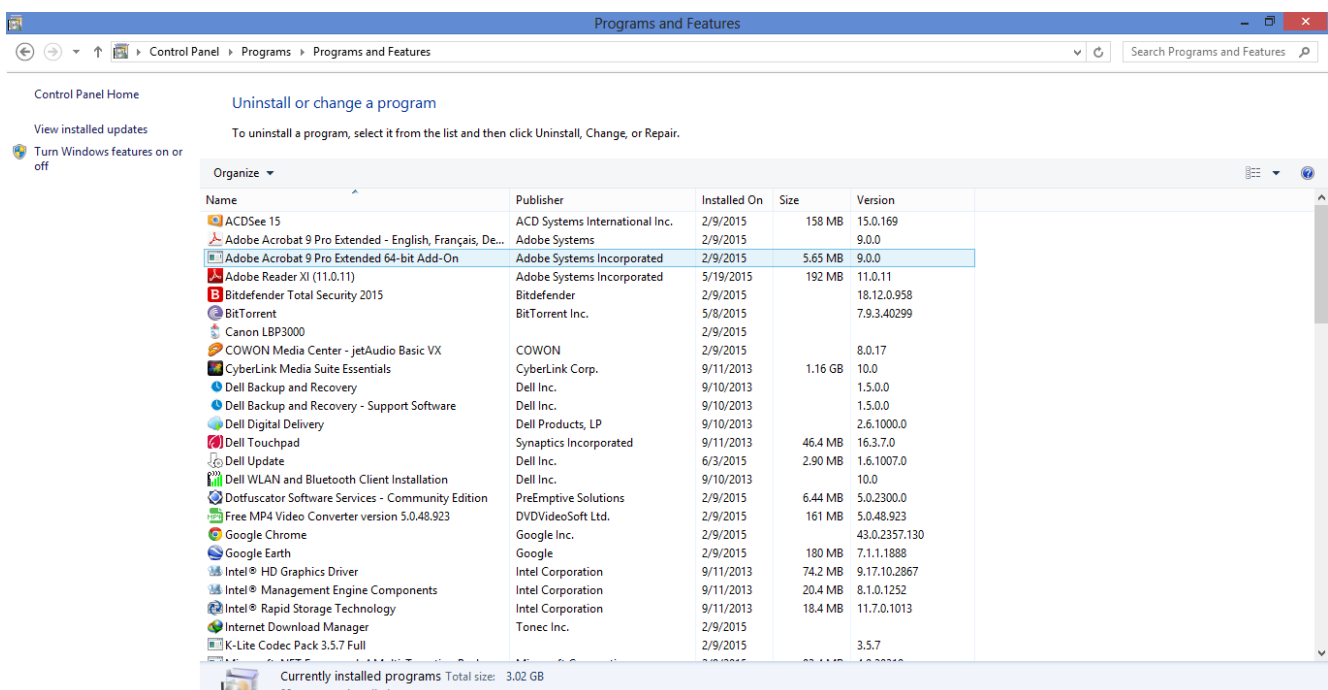 Programs and Features
Control Panel Programs Programs and Features
Search Programs and Features
Control Panel Home
View installed updates
Turn Windows features on or
off
Uninstall or change a program
To uninstall a program, select it from the list and then click Uninstall, Change, or Repair.
Organize
Name Publisher Installed On Size Version
ACDSee 15 ACD Systems International Inc. 2/9/2015 158 MB 15.0.169
Adobe Acrobat 9 Pro Extended - English, Français, De... Adobe Systems 2/9/2015 9.0.0
Adobe Acrobat 9 Pro Extended 64-bit Add-On Adobe Systems Incorporated 2/9/2015 5.65 MB 9.0.0
Adobe Reader XI (11.0.11) Adobe Systems Incorporated 5/19/2015 192 MB 11.0.11
Bitdefender Total Security 2015 Bitdefender 2/9/2015 18.12.0.958
BitTorrent BitTorrent Inc. 5/8/2015 7.9.3.40299
Canon LBP3000 2/9/2015
COWON Media Center - jetAudio Basic VX COWON 2/9/2015 8.0.17
CyberLink Media Suite Essentials CyberLink Corp. 9/11/2013 1.16 GB 10.0
Dell Backup and Recovery Dell Inc. 9/10/2013 1.5.0.0
Dell Backup and Recovery - Support Software Dell Inc. 9/10/2013 1.5.0.0
Dell Digital Delivery Dell Products, LP 9/10/2013 2.6.1000.0
Dell Touchpad Synaptics Incorporated 9/11/2013 46.4 MB 16.3.7.0
Dell Update Dell Inc. 6/3/2015 2.90 MB 1.6.1007.0
Dell WLAN and Bluetooth Client Installation Dell Inc. 9/10/2013 10.0
Dotfuscator Software Services - Community Edition PreEmptive Solutions 2/9/2015 6.44 MB 5.0.2300.0
Free MP4 Video Converter version 5.0.48.923 DVDVideoSoft Ltd. 2/9/2015 161 MB 5.0.48.923
Google Chrome Google Inc. 2/9/2015 43.0.2357.130
Google Earth Google 2/9/2015 180 MB 7.1.1.1888
Intel® HD Graphics Driver Intel Corporation 9/11/2013 74.2 MB 9.17.10.2867
Intel® Management Engine Components Intel Corporation 9/11/2013 20.4 MB 8.1.0.1252
Intel® Rapid Storage Technology Intel Corporation 9/11/2013 18.4 MB 11.7.0.1013
Internet Download Manager Tonec Inc. 2/9/2015
K-Lite Codec Pack 3.5.7 Full 2/9/2015 3.5.7
Currently installed programs Total size: 3.02 GB